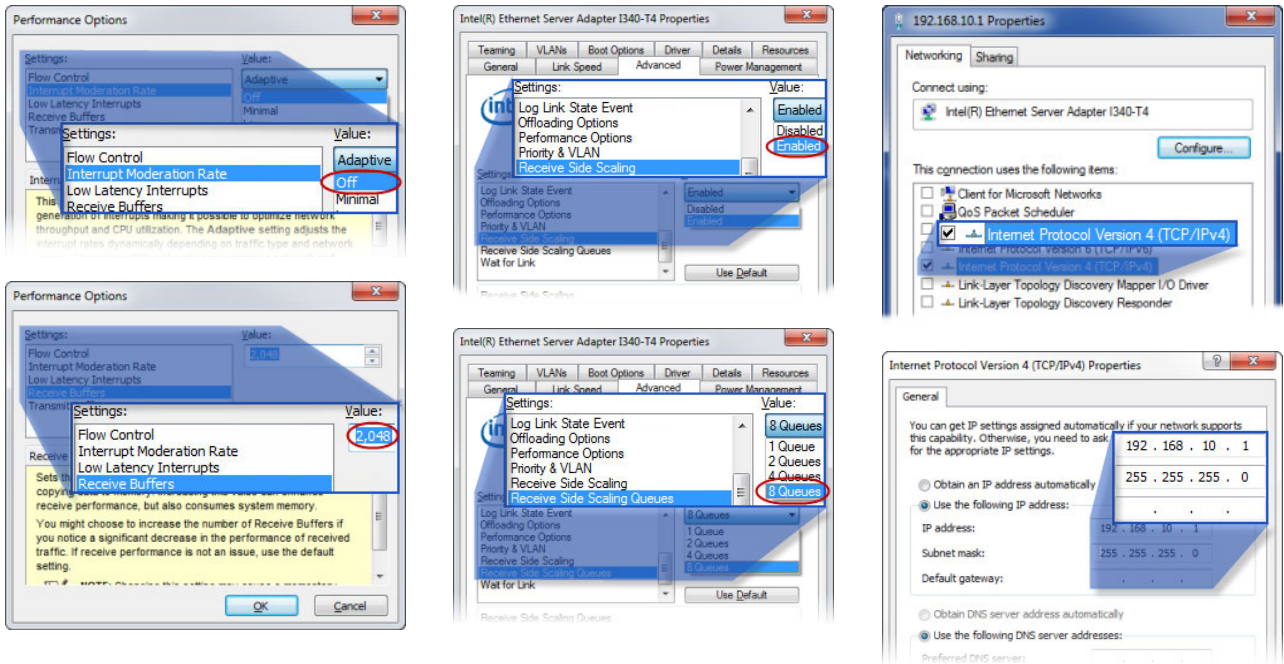 Performance Options
Settings:
Value:
Flow Control
Adaptive
Interrupt Moderation Rate
Off
Low Latency Interrupts
Minimal
Receive Buffers
Settings:
Value:
Flow Control
Adaptive
Interrupt Moderation Rate
Off
Low Latency Interrupts
Minimal
Receive Buffers
This
generation of interrupts making it possible to optimize network
throughput and CPU utilization. The Adaptive setting adjusts the
interrupt rates dynamically depending on traffic type and network
Performance Options
Settings:
Value:
Flow Control
2,048
Interrupt Moderation Rate
Low Latency Interrupts
Receive Buffers
Settings:
Value:
Flow Control
2,048
Interrupt Moderation Rate
Low Latency Interrupts
Receive Buffers
Receive
receive performance, but also consumes system memory.
You might choose to increase the number of Receive Buffers if
you notice a significant decrease in the performance of received
traffic. If receive performance is not an issue, use the default
setting.
OK
Cancel
Intel(R) Ethernet Server Adapter I340-T4 Properties
Teaming
VLANs
Boot Options
Driver
Details
Resources
General
Link Speed
Advanced
Power Management
Settings:
Value:
Log Link State Event
Enabled
Offloading Options
Disabled
Performance Options
Enabled
Priority & VLAN
Receive Side Scaling
Settings
Log Link State Event
Enabled
Offloading Options
Disabled
Performance Options
Enabled
Priority & VLAN
Receive Side Scaling
Receive Side Scaling Queues
Wait for Link
Use Default
Receive Side Scaling
Intel(R) Ethernet Server Adapter I340-T4 Properties
Teaming
VLANs
Boot Options
Driver
Details
Resources
General
Link Speed
Advanced
Power Management
Settings:
Value:
Log Link State Event
8 Queues
Offloading Options
1 Queue
Performance Options
2 Queues
Priority & VLAN
4 Queues
Receive Side Scaling
8 Queues
Receive Side Scaling Queues
Log Link State Event
8 Queues
Offloading Options
1 Queue
Performance Options
2 Queues
Priority & VLAN
4 Queues
Receive Side Scaling
8 Queues
Receive Side Scaling Queues
Wait for Link
Use Default
Receive Side Scaling Queues
192.168.10.1 Properties
Networking
Sharing
Connect using:
Intel(R) Ethernet Server Adapter I340-T4
Configure...
This connection uses the following items:
Client for Microsoft Networks
QoS Packet Scheduler
Internet Protocol Version 4 (TCP/IPv4)
Internet Protocol Version 6 (TCP/IPv6)
Internet Protocol Version 4 (TCP/IPv4)
Link-Layer Topology Discovery Mapper I/O Driver
Link-Layer Topology Discovery Responder
Internet Protocol Version 4 (TCP/IPv4) Properties
General
You can get IP settings assigned automatically if your network supports
this capability. Otherwise, you need to ask
for the appropriate IP settings.
192 . 168 . 10 . 1
255 . 255 . 255 . 0
. . .
Obtain an IP address automatically
Use the following IP address:
IP address:
192 . 168 . 10 . 1
Subnet mask:
255 . 255 . 255 . 0
Default gateway:
. . .
Obtain DNS server address automatically
Use the following DNS server addresses:
Preferred DNS server: